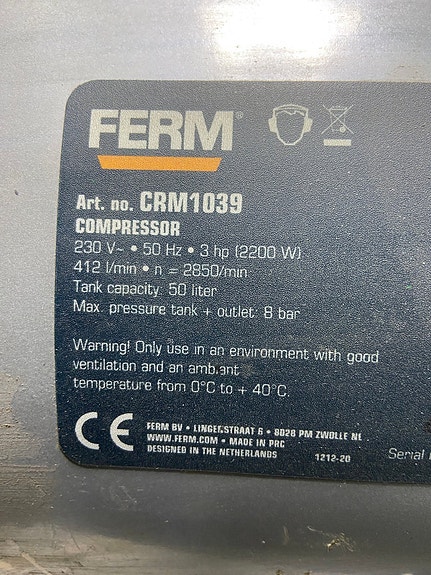 FERM®
Art. no. CRM1039
COMPRESSOR
230 V~ • 50 Hz • 3 hp (2200 W)
412 l/min • n = 2850/min
Tank capacity: 50 liter
Max. pressure tank + outlet: 8 bar
Warning! Only use in an environment with good
ventilation and an ambient
temperature from 0°C to + 40°C.
CE
FERM BV • LINGENSTRAAT 6 • 8028 PM ZWOLLE NL
WWW.FERM.COM • MADE IN PRC
DESIGNED IN THE NETHERLANDS
1212-20
Serial